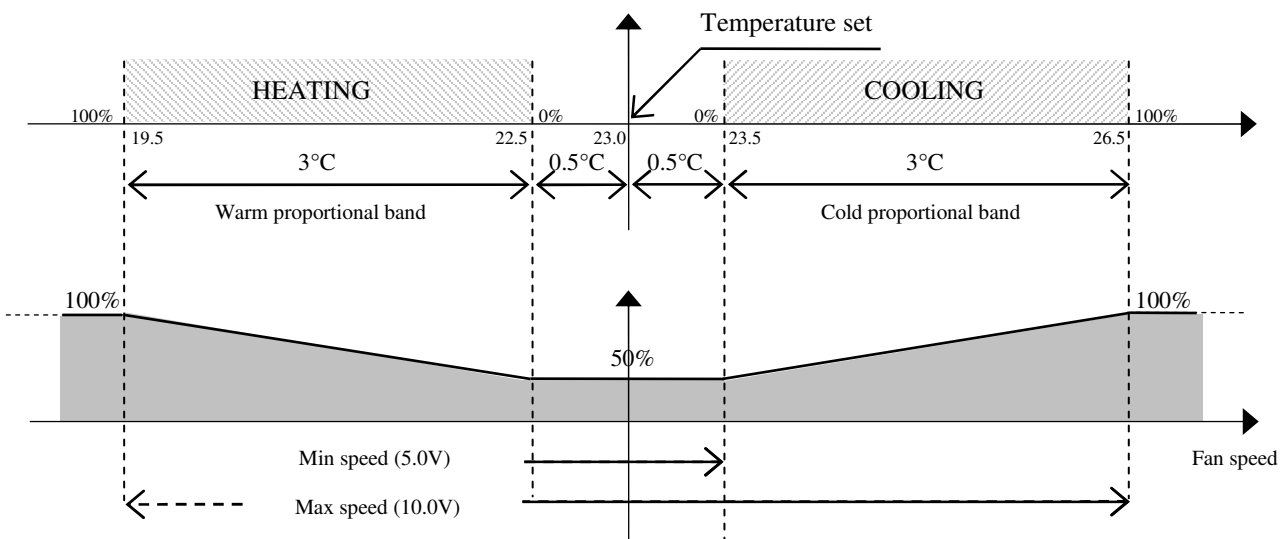 Temperature set
HEATING
COOLING
100%
0%
0%
100%
19.5
22.5
23.0
23.5
26.5
3°C
0.5°C
0.5°C
3°C
Warm proportional band
Cold proportional band
100%
100%
50%
Min speed (5.0V)
Fan speed
Max speed (10.0V)